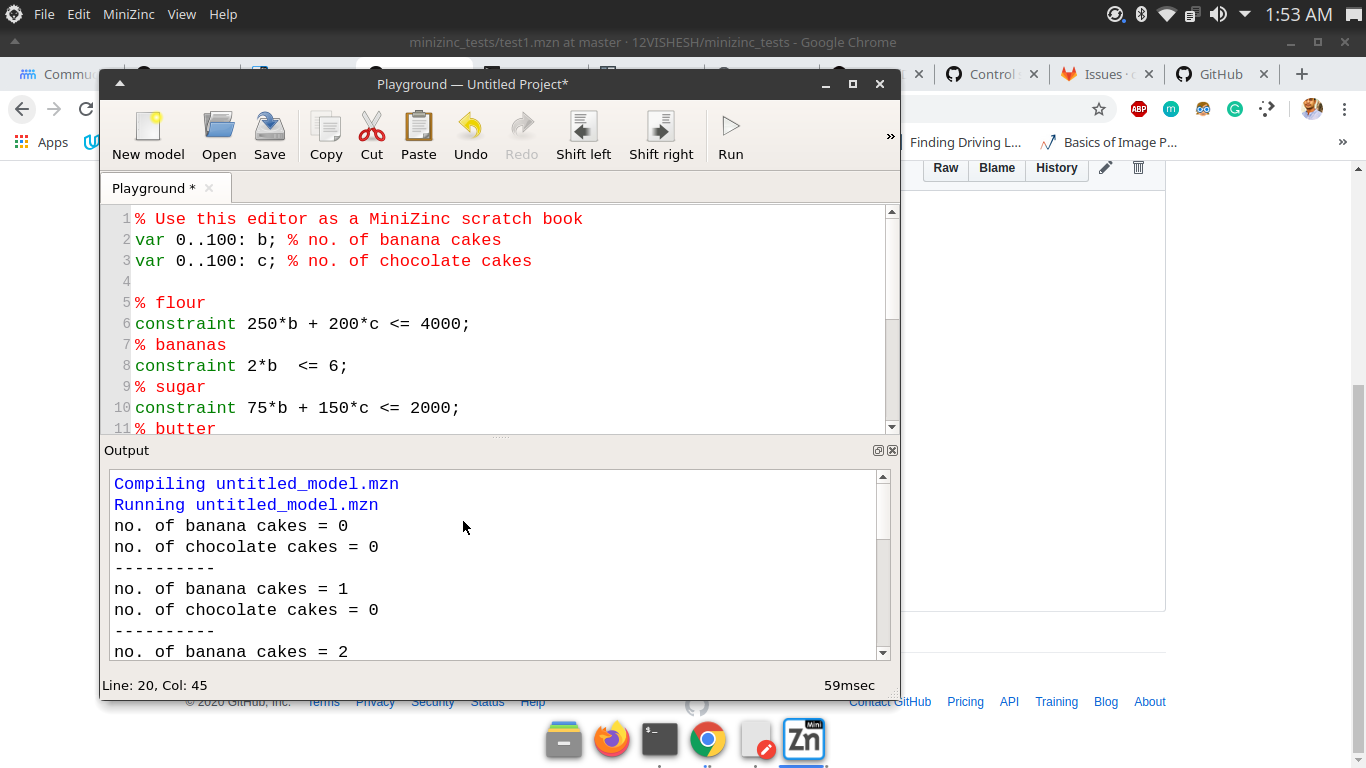 File Edit MiniZinc View Help
1:53 AM
minizinc_tests/test1.mzn at master · 12VISHESH/minizinc_tests - Google Chrome
Commu
Control
Issues ·
GitHub
Playground — Untitled Project*
ABP
Apps
Finding Driving L...
Basics of Image P...
»
New model Open Save Copy Cut Paste Undo Redo Shift left Shift right Run
»
Raw Blame History
Playground *
1 % Use this editor as a MiniZinc scratch book
2 var 0..100: b; % no. of banana cakes
3 var 0..100: c; % no. of chocolate cakes
4
5 % flour
6 constraint 250*b + 200*c <= 4000;
7 % bananas
8 constraint 2*b  <= 6;
9 % sugar
10 constraint 75*b + 150*c <= 2000;
11 % butter
Output
Compiling untitled_model.mzn
Running untitled_model.mzn
no. of banana cakes = 0
no. of chocolate cakes = 0
----------
no. of banana cakes = 1
no. of chocolate cakes = 0
----------
no. of banana cakes = 2
Line: 20, Col: 45
59msec
© 2020 GitHub, Inc. Terms Privacy Security Status Help
Contact GitHub Pricing API Training Blog About
Mini
Zn